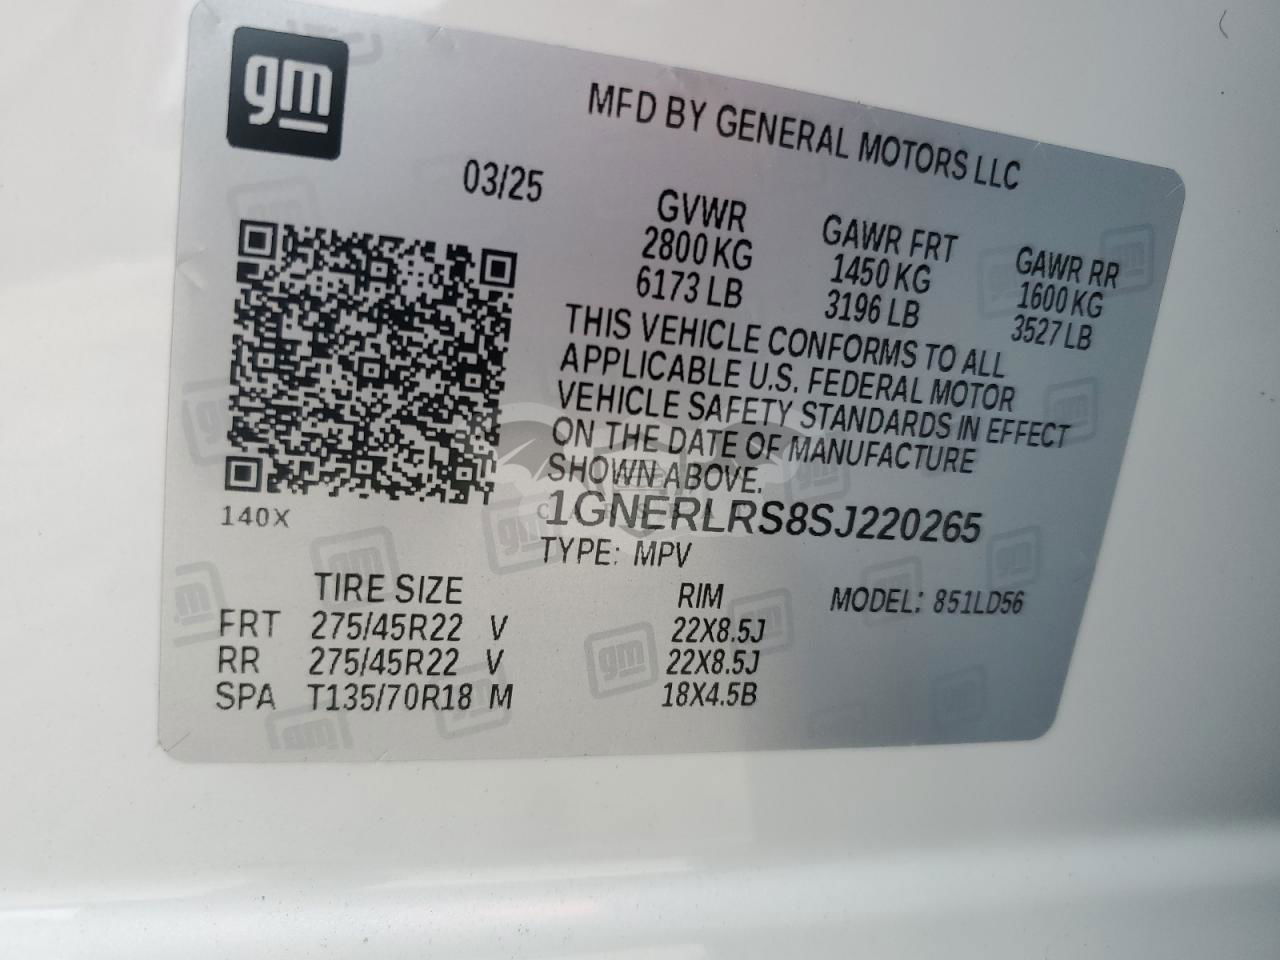 gm
MFD BY GENERAL MOTORS LLC
03/25
GVWR GAWR FRT GAWR RR
2800 KG 1450 KG 1600 KG
6173 LB 3196 LB 3527 LB
THIS VEHICLE CONFORMS TO ALL
APPLICABLE U.S. FEDERAL MOTOR
VEHICLE SAFETY STANDARDS IN EFFECT
ON THE DATE OF MANUFACTURE
SHOWN ABOVE.
1GNERLRS8SJ220265
140X
TYPE: MPV
TIRE SIZE RIM MODEL: 851LD56
FRT 275/45R22 V 22X8.5J
RR 275/45R22 V 22X8.5J
SPA T135/70R18 M 18X4.5B